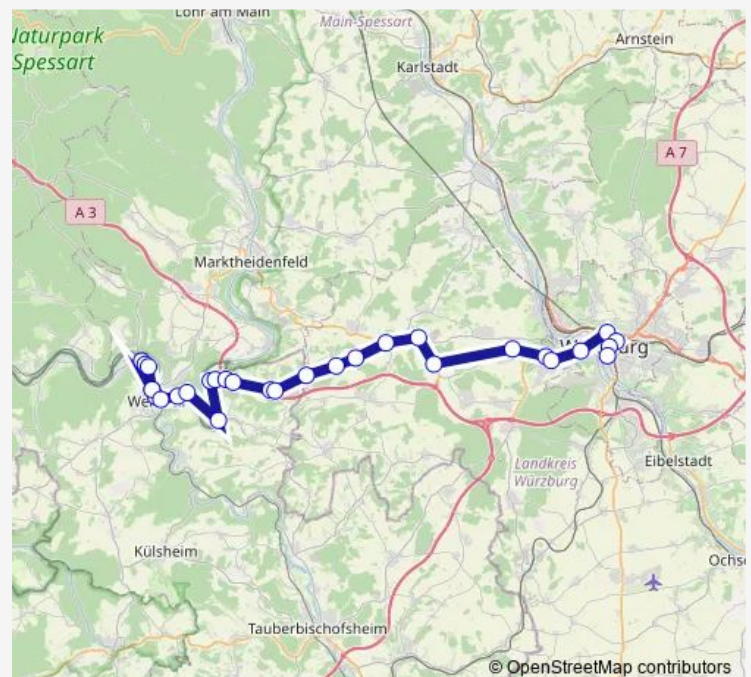 Lohr am Main
Main-Spessart
Naturpark
Spessart
Arnstein
Karlstadt
A 7
A 3
Marktheidenfeld
Eibelstadt
Landkreis
Würzburg
Külsheim
Tauberbischofsheim
© OpenStreetMap contributors